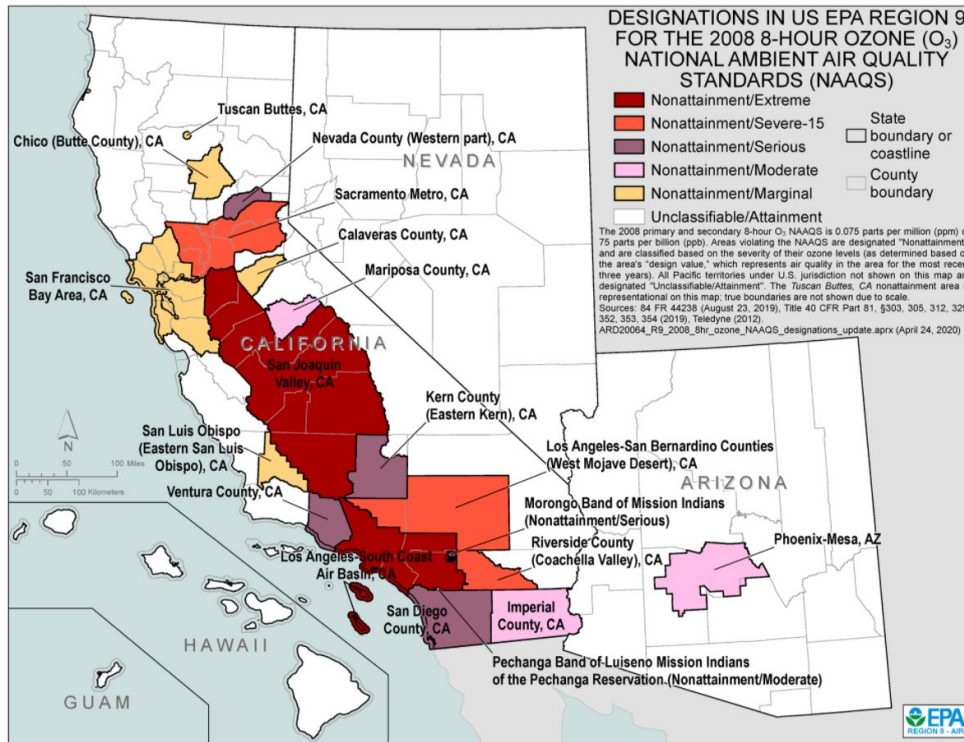 DESIGNATIONS IN US EPA REGION 9
FOR THE 2008 8-HOUR OZONE (O₃)
NATIONAL AMBIENT AIR QUALITY
STANDARDS (NAAQS)
Nonattainment/Extreme
Nonattainment/Severe-15
Nonattainment/Serious
Nonattainment/Moderate
Nonattainment/Marginal
Unclassifiable/Attainment
State
boundary or
coastline
County
boundary
The 2008 primary and secondary 8-hour O₃ NAAQS is 0.075 parts per million (ppm) o
75 parts per billion (ppb). Areas violating the NAAQS are designated "Nonattainment
and are classified based on the severity of their ozone levels (as determined based o
the area's "design value," which represents air quality in the area for the most recen
three years). All Pacific territories under U.S. jurisdiction not shown on this map ar
designated "Unclassifiable/Attainment". The Tuscan Buttes, CA nonattainment area i
representational on this map; true boundaries are not shown due to scale.
Sources: 84 FR 44238 (August 23, 2019), Title 40 CFR Part 81, §303, 305, 312, 329
352, 353, 354 (2019), Teledyne (2012).
ARD20064_R9_2008_8hr_ozone_NAAQS_designations_update.aprx (April 24, 2020)
Tuscan Buttes, CA
Chico (Butte County), CA
Nevada County (Western part), CA
NEVADA
Sacramento Metro, CA
Calaveras County, CA
San Francisco
Bay Area, CA
Mariposa County, CA
CALIFORNIA
San Joaquin
Valley, CA
Kern County
(Eastern Kern), CA
N
0 50 100 Miles
0 50 100 Kilometers
San Luis Obispo
(Eastern San Luis
Obispo), CA
Los Angeles-San Bernardino Counties
(West Mojave Desert), CA
ARIZONA
Ventura County, CA
Morongo Band of Mission Indians
(Nonattainment/Serious)
Riverside County
(Coachella Valley), CA
Phoenix-Mesa, AZ
Los Angeles-South Coast
Air Basin, CA
San Diego
County, CA
Imperial
County, CA
Pechanga Band of Luiseno Mission Indians
of the Pechanga Reservation (Nonattainment/Moderate)
HAWAII
GUAM
EPA
REGION 9 - AIR